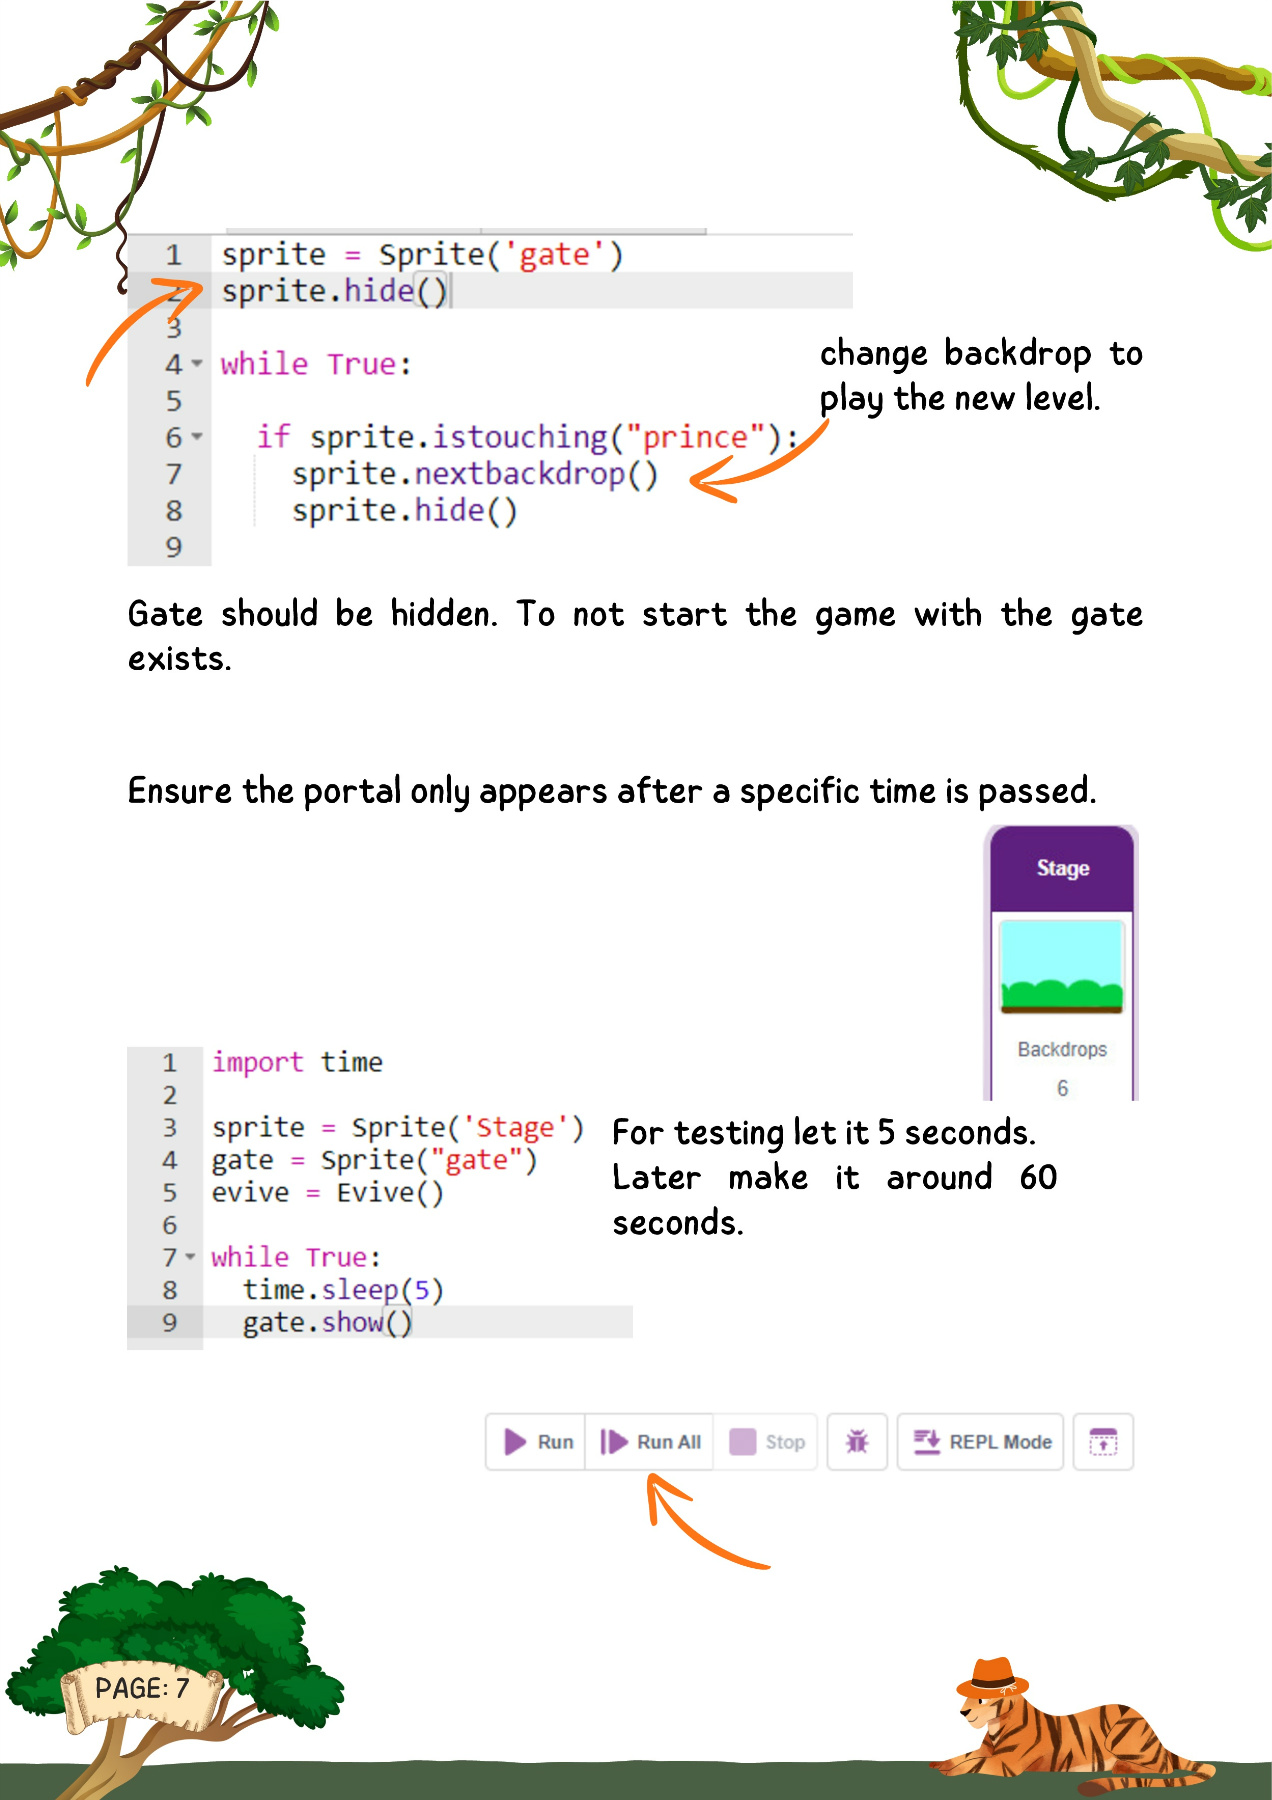 1 sprite = Sprite('gate')
2 sprite.hide()
3
4 while True:
5
6 if sprite.istouching("prince"):
7 sprite.nextbackdrop()
8 sprite.hide()
9
change backdrop to
play the new level.
Gate should be hidden. To not start the game with the gate
exists.
Ensure the portal only appears after a specific time is passed.
Stage
Backdrops
6
1 import time
2
3 sprite = Sprite('Stage')
4 gate = Sprite("gate")
5 evive = Evive()
6
7 while True:
8 time.sleep(5)
9 gate.show()
For testing let it 5 seconds.
Later make it around 60
seconds.
Run Run All Stop REPL Mode
PAGE: 7